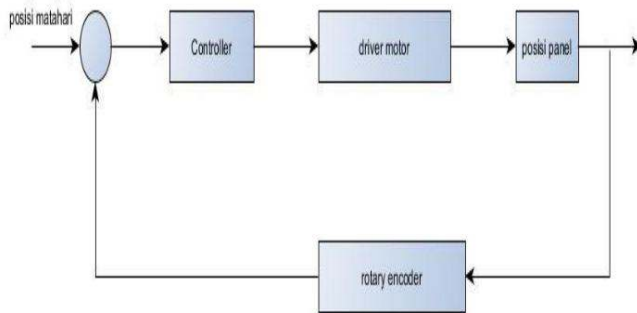 posisi matahari
Controller
driver motor
posisi panel
rotary encoder